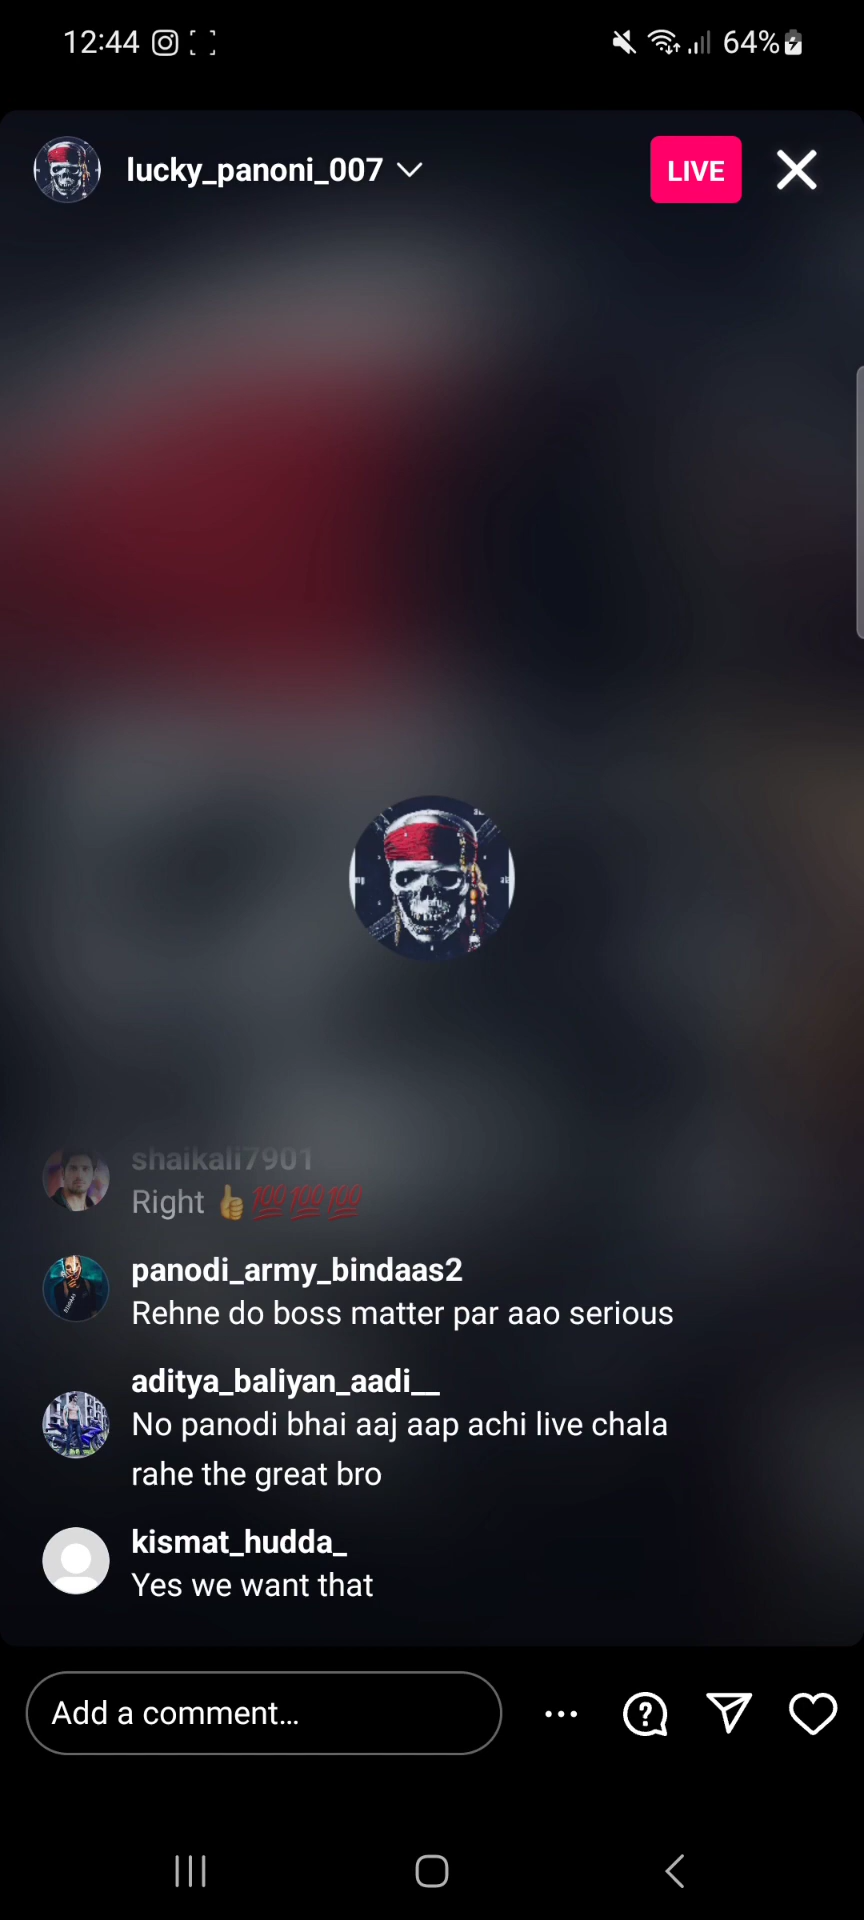 12:44
64%
lucky_panoni_007
LIVE
shaikali7901
Right 👍💯💯💯
panodi_army_bindaas2
Rehne do boss matter par aao serious
aditya_baliyan_aadi__
No panodi bhai aaj aap achi live chala
rahe the great bro
kismat_hudda_
Yes we want that
Add a comment...